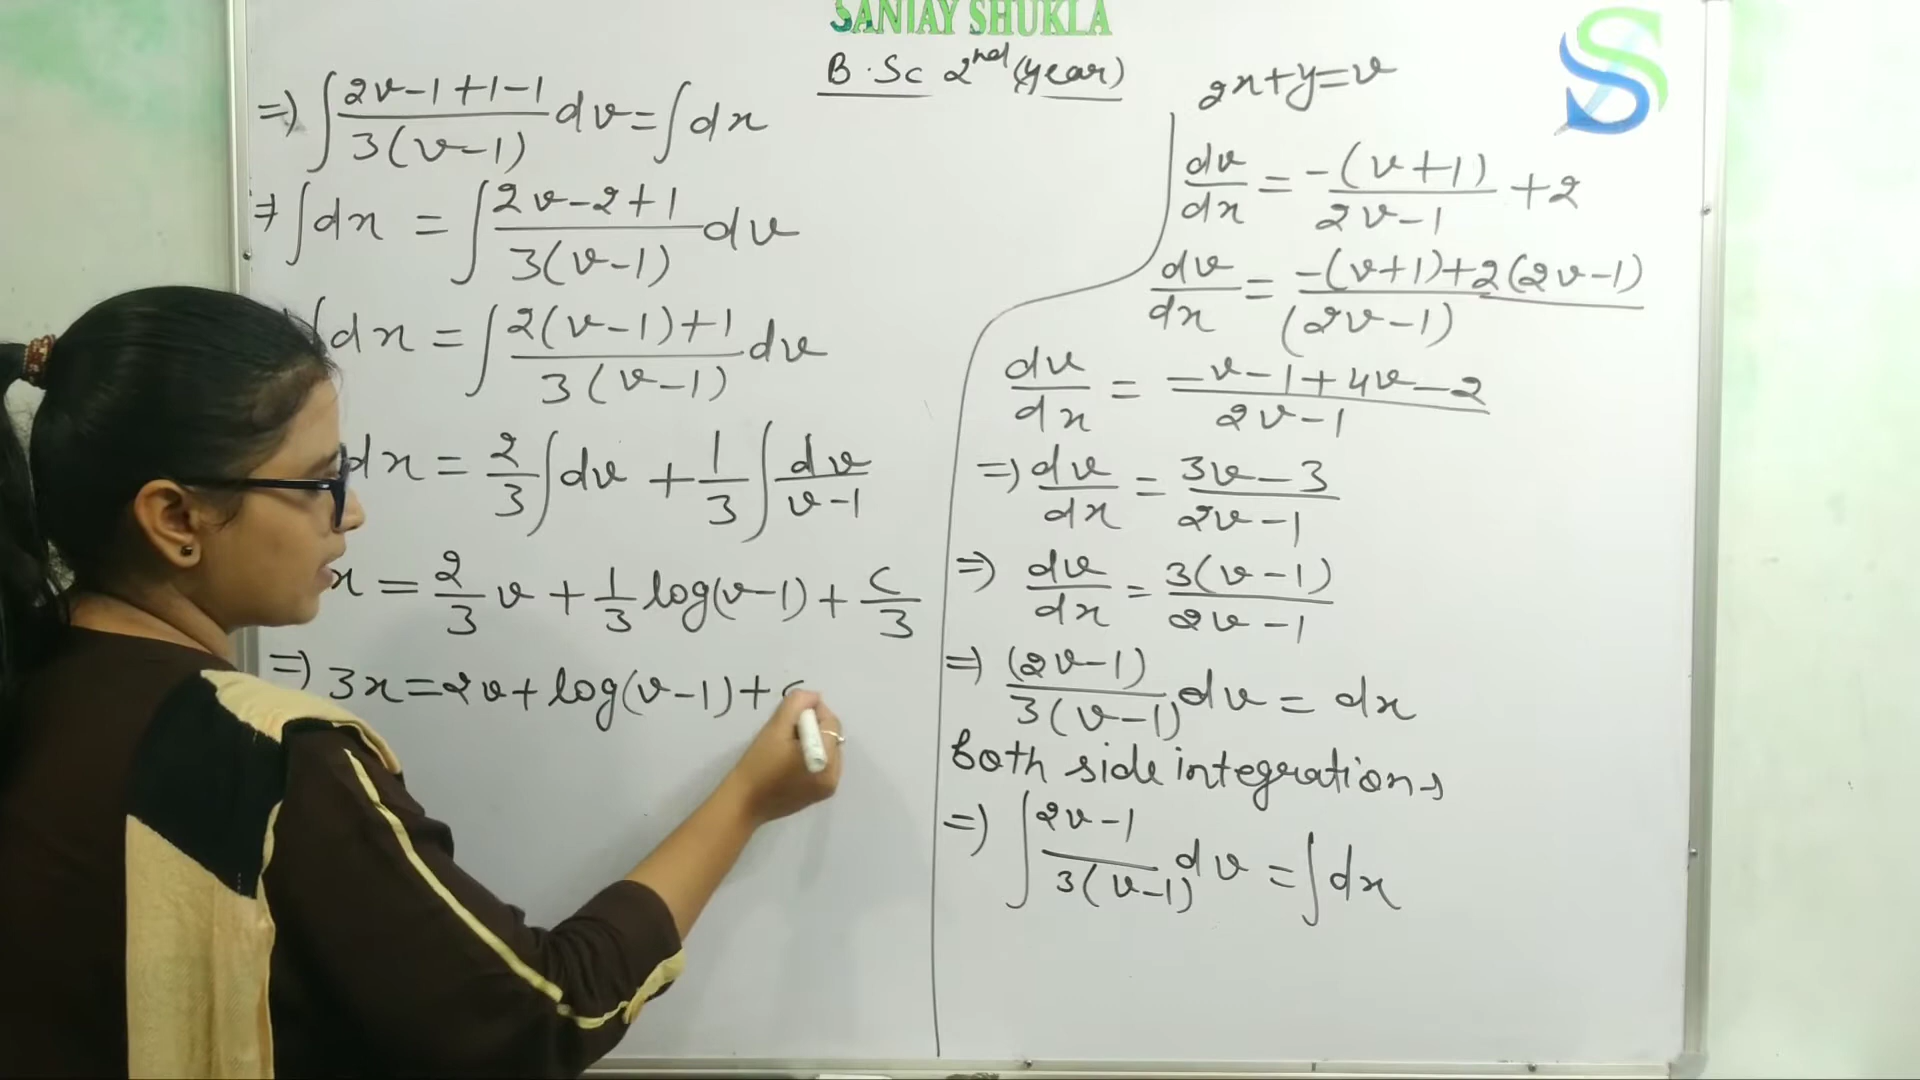 SANJAY SHUKLA
B.Sc 2nd (year)
2x+y=v
dv/dx = -(v+1)/2v-1 +2
dv/dx = -(v+1)+2(2v-1)/(2v-1)
dv/dx = -v-1+4v-2/2v-1
=) dv/dx = 3v-3/2v-1
=) dv/dx = 3(v-1)/2v-1
=) (2v-1)/3(v-1) dv = dx
both side integrations
=) ∫ 2v-1/3(v-1) dv = ∫dx
=) ∫ 2v-1+1-1/3(v-1) dv = ∫dx
=) ∫dx = ∫ 2v-2+1/3(v-1) dv
∫dx = ∫ 2(v-1)+1/3(v-1) dv
dx = 2/3 ∫dv + 1/3 ∫ dv/v-1
x = 2/3 v + 1/3 log(v-1) + c/3
=) 3x = 2v + log(v-1) + c